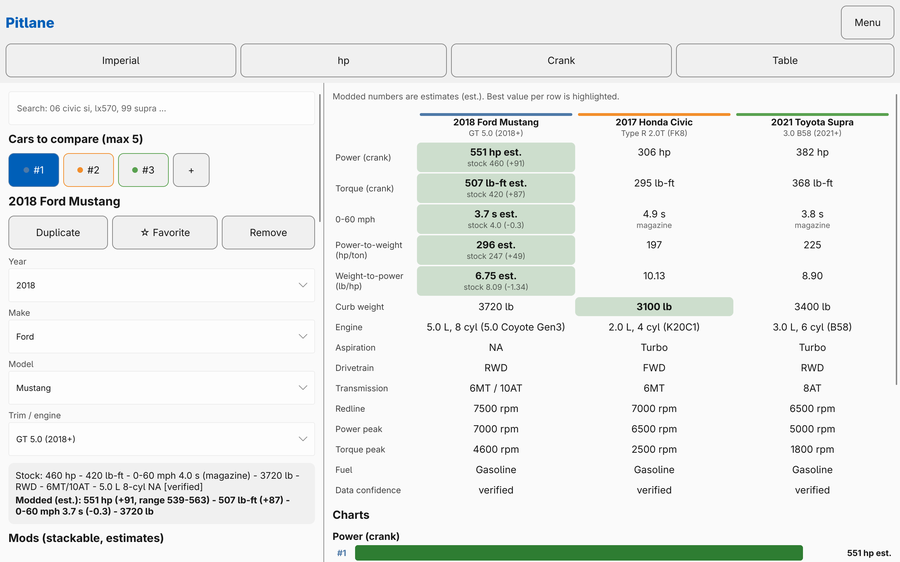 Pitlane
Menu
Imperial
hp
Crank
Table
Search: 06 civic si, lx570, 99 supra ...
Cars to compare (max 5)
#1
#2
#3
+
2018 Ford Mustang
Duplicate
☆ Favorite
Remove
Year
2018
Make
Ford
Model
Mustang
Trim / engine
GT 5.0 (2018+)
Stock: 460 hp - 420 lb-ft - 0-60 mph 4.0 s (magazine) - 3720 lb -
RWD - 6MT/10AT - 5.0 L 8-cyl NA [verified]
Modded (est.): 551 hp (+91, range 539-563) - 507 lb-ft (+87) -
0-60 mph 3.7 s (-0.3) - 3720 lb
Mods (stackable, estimates)
Modded numbers are estimates (est.). Best value per row is highlighted.
2018 Ford Mustang 2017 Honda Civic 2021 Toyota Supra
GT 5.0 (2018+) Type R 2.0T (FK8) 3.0 B58 (2021+)
Power (crank) 551 hp est. 306 hp 382 hp
stock 460 (+91)
Torque (crank) 507 lb-ft est. 295 lb-ft 368 lb-ft
stock 420 (+87)
0-60 mph 3.7 s est. 4.9 s 3.8 s
stock 4.0 (-0.3) magazine magazine
Power-to-weight (hp/ton) 296 est. 197 225
stock 247 (+49)
Weight-to-power (lb/hp) 6.75 est. 10.13 8.90
stock 8.09 (-1.34)
Curb weight 3720 lb 3100 lb 3400 lb
Engine 5.0 L, 8 cyl (5.0 Coyote Gen3) 2.0 L, 4 cyl (K20C1) 3.0 L, 6 cyl (B58)
Aspiration NA Turbo Turbo
Drivetrain RWD FWD RWD
Transmission 6MT / 10AT 6MT 8AT
Redline 7500 rpm 7000 rpm 6500 rpm
Power peak 7000 rpm 6500 rpm 5000 rpm
Torque peak 4600 rpm 2500 rpm 1800 rpm
Fuel Gasoline Gasoline Gasoline
Data confidence verified verified verified
Charts
Power (crank)
#1 551 hp est.